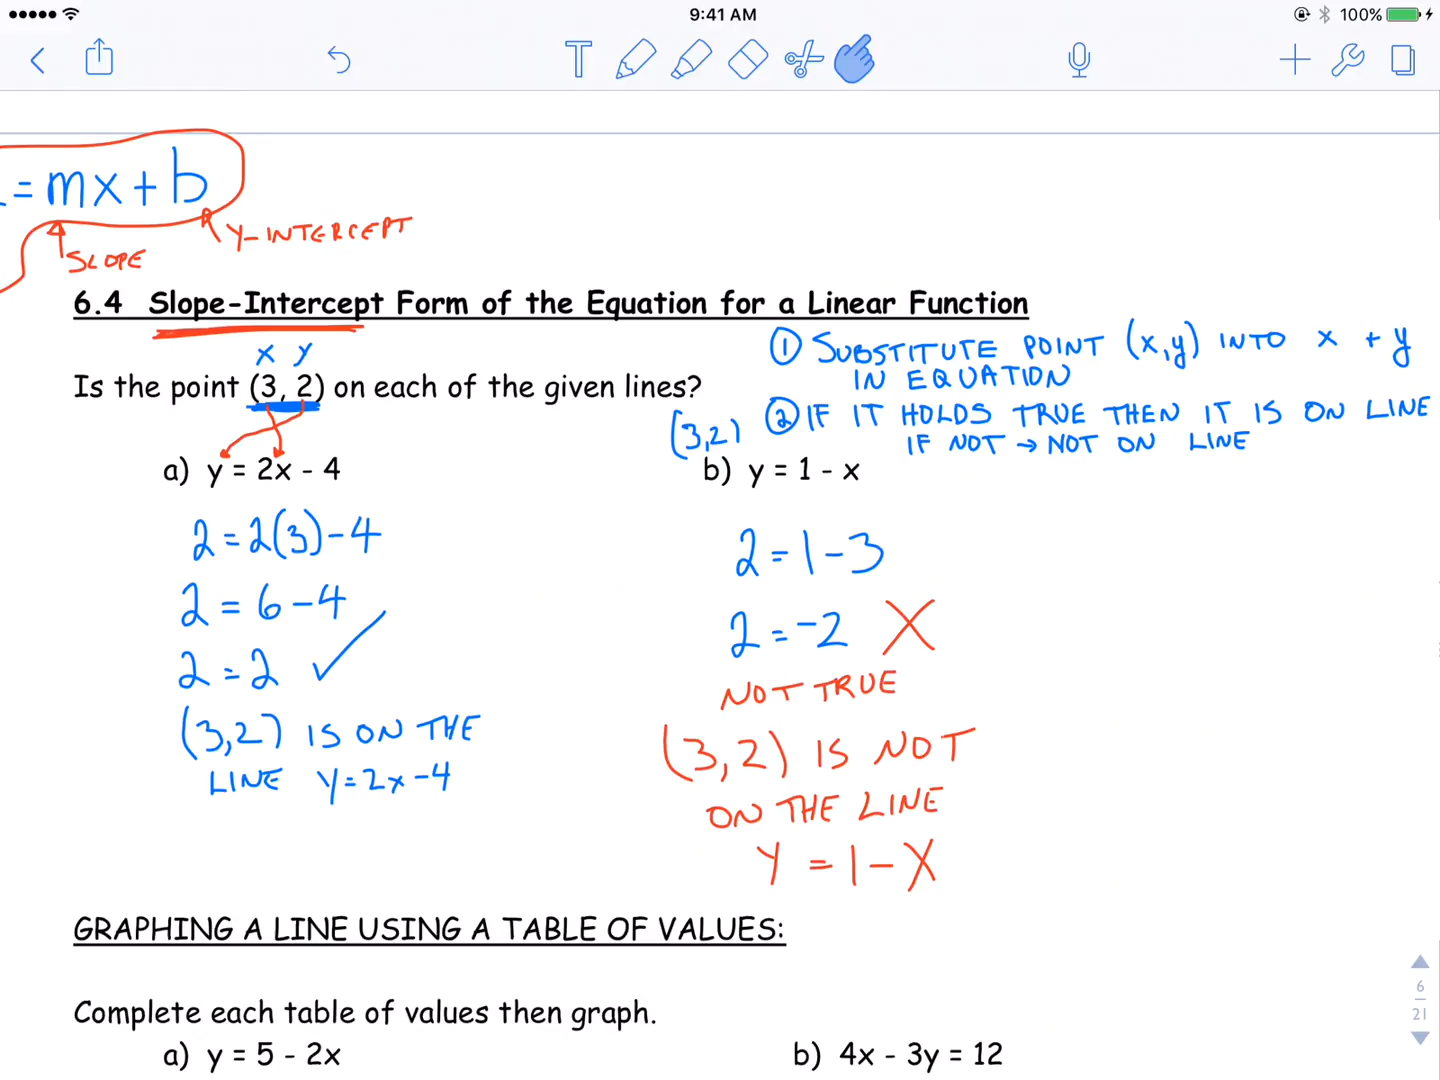 9:41 AM
100%
T
= mx + b
Y-INTERCEPT
SLOPE
6.4 Slope-Intercept Form of the Equation for a Linear Function
x y
① SUBSTITUTE POINT (x,y) INTO x + y
IN EQUATION
Is the point (3, 2) on each of the given lines?
(3,2)
② IF IT HOLDS TRUE THEN IT IS ON LINE
IF NOT → NOT ON LINE
a) y = 2x - 4
b) y = 1 - x
2 = 2(3) - 4
2 = 6 - 4
2 = 2 ✓
(3,2) IS ON THE
LINE y = 2x - 4
2 = 1 - 3
2 = -2 X
NOT TRUE
(3,2) IS NOT
ON THE LINE
y = 1 - x
GRAPHING A LINE USING A TABLE OF VALUES:
Complete each table of values then graph.
a) y = 5 - 2x
b) 4x - 3y = 12
6
21